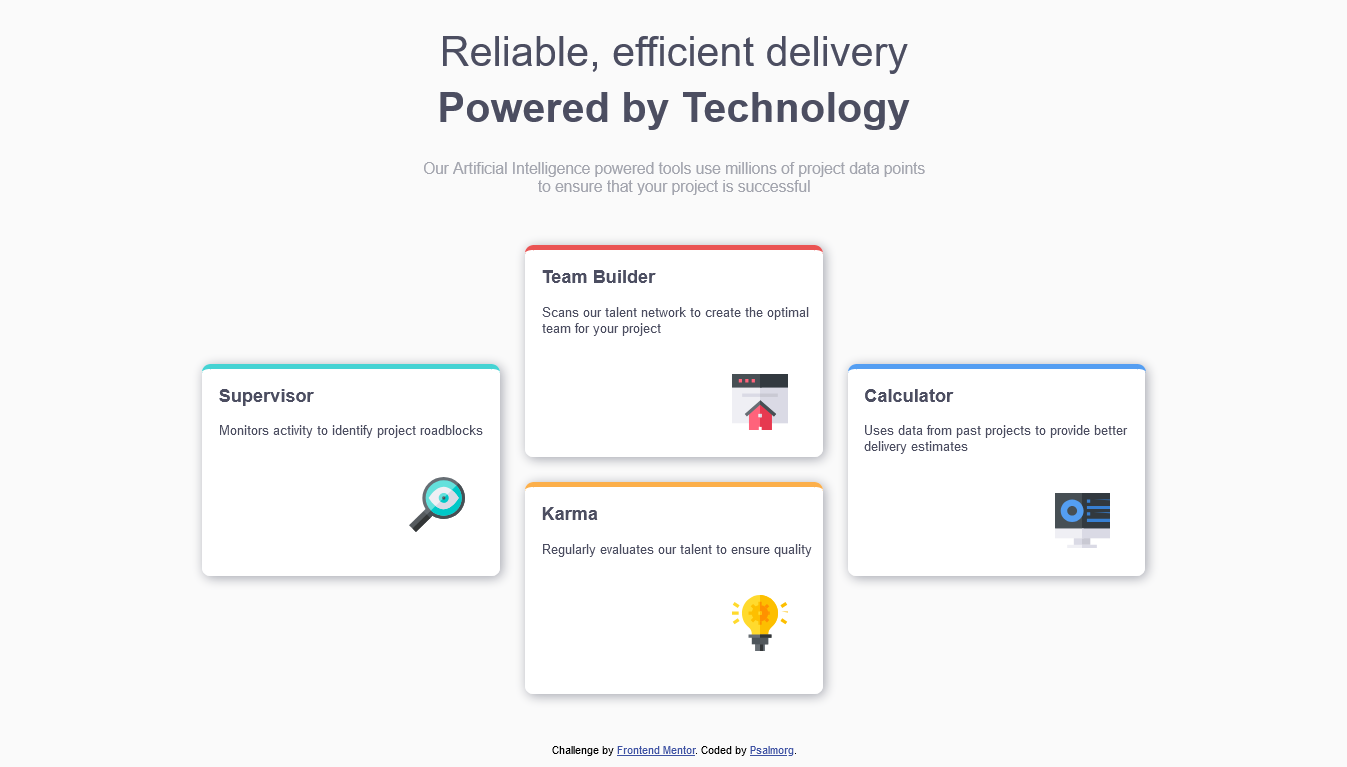 Reliable, efficient delivery
Powered by Technology
Our Artificial Intelligence powered tools use millions of project data points
to ensure that your project is successful
Supervisor
Monitors activity to identify project roadblocks
Team Builder
Scans our talent network to create the optimal
team for your project
Karma
Regularly evaluates our talent to ensure quality
Calculator
Uses data from past projects to provide better
delivery estimates
Challenge by Frontend Mentor. Coded by Psalmorg.